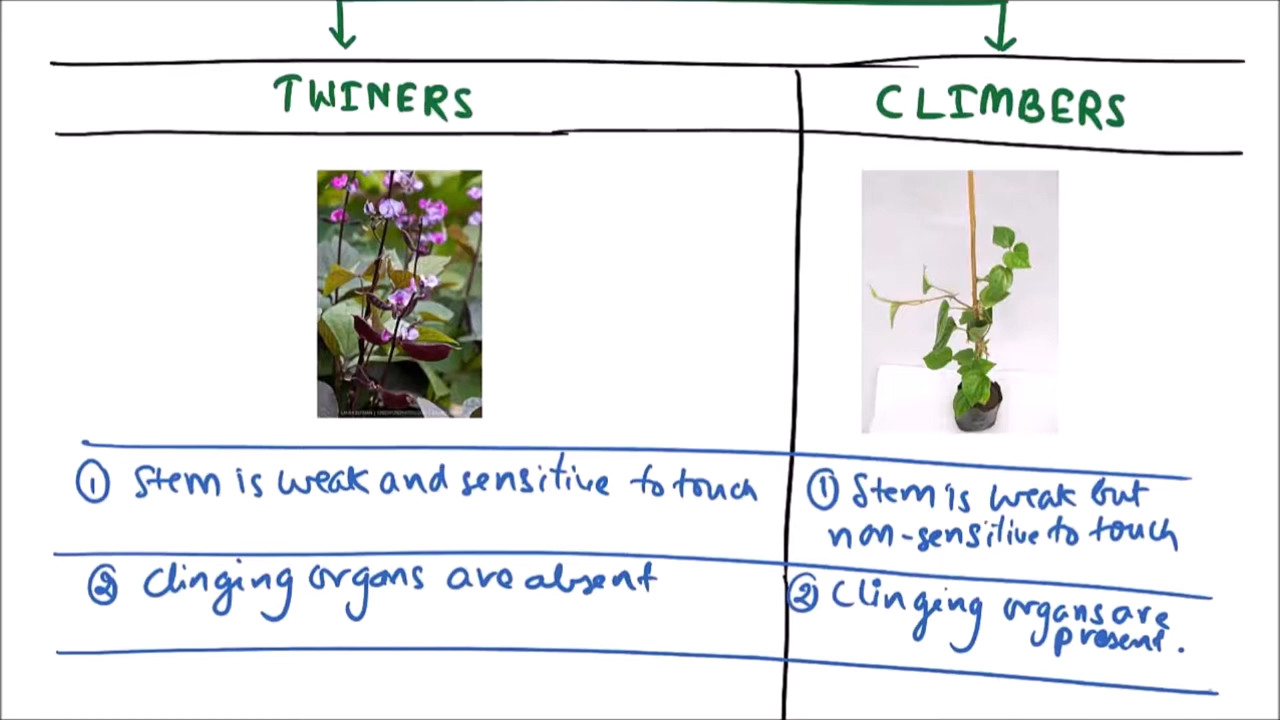 TWINERS
CLIMBERS
① Stem is weak and sensitive to touch
① Stem is weak but
non-sensitive to touch
② Clinging organs are absent
② Clinging organs are
present.